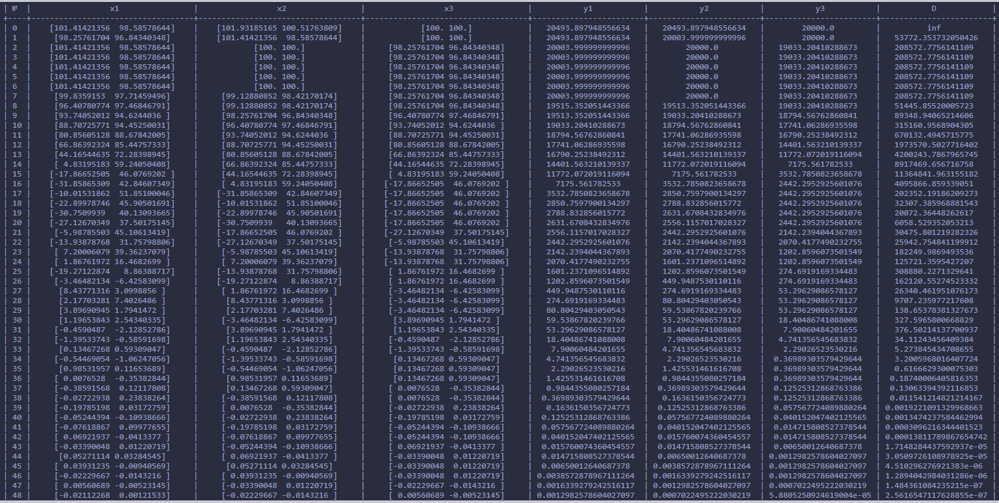 | № | x1 | x2 | x3 | y1 | y2 | y3 | D |
| 0 | [101.41421356 98.58578644] | [101.93185165 100.51763809] | [100. 100.] | 20493.897948556634 | 20493.897948556634 | 20000.0 | inf |
| 1 | [98.25761704 96.84340348] | [101.41421356 98.58578644] | [100. 100.] | 20493.897948556634 | 20003.999999999996 | 20000.0 | 53772.353732050426 |
| 2 | [101.41421356 98.58578644] | [100. 100.] | [98.25761704 96.84340348] | 20003.999999999996 | 20000.0 | 19033.20410288673 | 208572.7756141109 |
| 3 | [101.41421356 98.58578644] | [100. 100.] | [98.25761704 96.84340348] | 20003.999999999996 | 20000.0 | 19033.20410288673 | 208572.7756141109 |
| 4 | [101.41421356 98.58578644] | [100. 100.] | [98.25761704 96.84340348] | 20003.999999999996 | 20000.0 | 19033.20410288673 | 208572.7756141109 |
| 5 | [101.41421356 98.58578644] | [100. 100.] | [98.25761704 96.84340348] | 20003.999999999996 | 20000.0 | 19033.20410288673 | 208572.7756141109 |
| 6 | [101.41421356 98.58578644] | [100. 100.] | [98.25761704 96.84340348] | 20003.999999999996 | 20000.0 | 19033.20410288673 | 208572.7756141109 |
| 7 | [99.8359153 97.71459496] | [99.12880852 98.42170174] | [98.25761704 96.84340348] | 20003.999999999996 | 20000.0 | 19033.20410288673 | 208572.7756141109 |
| 8 | [96.40780774 97.46846791] | [99.12880852 98.42170174] | [98.25761704 96.84340348] | 19515.352051443366 | 19513.352051443366 | 19033.20410288673 | 51445.85520005723 |
| 9 | [93.74052012 94.6244036 ] | [98.25761704 96.84340348] | [96.40780774 97.46846791] | 19513.352051443366 | 19033.20410288673 | 18794.56762860841 | 89348.94065214606 |
| 10 | [88.70725771 94.45250031] | [96.40780774 97.46846791] | [93.74052012 94.6244036 ] | 19033.20410288673 | 18794.56762860841 | 17741.06286935598 | 315160.9568904305 |
| 11 | [80.85605128 88.67842005] | [93.74052012 94.6244036 ] | [88.70725771 94.45250031] | 18794.56762860841 | 17741.06286935598 | 16790.25238492312 | 670132.4945715775 |
| 12 | [66.86392324 85.44757333] | [88.70725771 94.45250031] | [80.85605128 88.67842005] | 17741.06286935598 | 16790.25238492312 | 14401.563210139337 | 1973570.5027716402 |
| 13 | [44.16544635 72.28398945] | [80.85605128 88.67842005] | [66.86392324 85.44757333] | 16790.25238492312 | 14401.563210139337 | 11772.072019116094 | 4200243.7867965745 |
| 14 | [ 4.83195183 59.24050408] | [66.86392324 85.44757333] | [44.16544635 72.28398945] | 14401.563210139337 | 11772.072019116094 | 7175.561782533 | 8917469.656716758 |
| 15 | [-17.86652505 46.0769202 ] | [44.16544635 72.28398945] | [ 4.83195183 59.24050408] | 11772.072019116094 | 7175.561782533 | 3532.7850823658678 | 11364841.963155182 |
| 16 | [-31.85865309 42.84607349] | [ 4.83195183 59.24050408] | [-17.86652505 46.0769202 ] | 7175.561782533 | 3532.7850823658678 | 2442.2952925601076 | 4095866.859339051 |
| 17 | [-10.01531862 51.85100046] | [-31.85865309 42.84607349] | [-17.86652505 46.0769202 ] | 3532.7850823658678 | 2850.7597900134297 | 2442.2952925601076 | 202352.19186209273 |
| 18 | [-22.89978746 45.90501691] | [-10.01531862 51.85100046] | [-17.86652505 46.0769202 ] | 2850.7597900134297 | 2788.832856015772 | 2442.2952925601076 | 32307.385968881543 |
| 19 | [-30.7509939 40.13093665] | [-22.89978746 45.90501691] | [-17.86652505 46.0769202 ] | 2788.832856015772 | 2631.6708432834976 | 2442.2952925601076 | 20072.36448262617 |
| 20 | [-27.12670349 37.50175145] | [-30.7509939 40.13093665] | [-17.86652505 46.0769202 ] | 2631.6708432834976 | 2556.1157017028327 | 2442.2952925601076 | 6058.529352053213 |
| 21 | [-5.98785503 45.10613419] | [-17.86652505 46.0769202 ] | [-27.12670349 37.50175145] | 2556.1157017028327 | 2442.2952925601076 | 2142.2394044367893 | 30475.801219282326 |
| 22 | [-13.93878768 31.75798806] | [-27.12670349 37.50175145] | [-5.98785503 45.10613419] | 2442.2952925601076 | 2142.2394044367893 | 2070.4177490232755 | 25942.754841199912 |
| 23 | [ 7.20006079 39.36237079] | [-5.98785503 45.10613419] | [-13.93878768 31.75798806] | 2142.2394044367893 | 2070.4177490232755 | 1202.8596073501549 | 182249.9869493536 |
| 24 | [ 1.86761972 16.4682699 ] | [ 7.20006079 39.36237079] | [-13.93878768 31.75798806] | 2070.4177490232755 | 1601.2371096514892 | 1202.8596073501549 | 125721.3595427207 |
| 25 | [-19.27122874 8.86388717] | [-13.93878768 31.75798806] | [ 1.86761972 16.4682699 ] | 1601.2371096514892 | 1202.8596073501549 | 274.6919169334483 | 308880.2271329641 |
| 26 | [-3.46482134 -6.42583099] | [-19.27122874 8.86388717] | [ 1.86761972 16.4682699 ] | 1202.8596073501549 | 449.9487530110116 | 274.6919169334483 | 162120.55274523332 |
| 27 | [8.43771316 3.0998856 ] | [ 1.86761972 16.4682699 ] | [-3.46482134 -6.42583099] | 449.9487530110116 | 274.6919169334483 | 53.29629086578127 | 26340.461951076173 |
| 28 | [2.17703281 7.4026486 ] | [8.43771316 3.0998856 ] | [-3.46482134 -6.42583099] | 274.6919169334483 | 80.80429403050543 | 53.29629086578127 | 9707.235977217608 |
| 29 | [3.89690945 1.7941472 ] | [2.17703281 7.4026486 ] | [-3.46482134 -6.42583099] | 80.80429403050543 | 59.53867820239766 | 53.29629086578127 | 138.65378381327673 |
| 30 | [1.19653842 2.54340335] | [-3.46482134 -6.42583099] | [3.89690945 1.7941472 ] | 59.53867820239766 | 53.29629086578127 | 18.40486741088008 | 327.5965800668829 |
| 31 | [-0.4590487 -2.12852786] | [3.89690945 1.7941472 ] | [1.19653842 2.54340335] | 53.29629086578127 | 18.40486741088008 | 7.90060484201655 | 376.50214137700937 |
| 32 | [-1.39533743 -0.58591698] | [1.19653842 2.54340335] | [-0.4590487 -2.12852786] | 18.40486741088008 | 7.90060484201655 | 4.741356545683832 | 34.11243456409384 |
| 33 | [0.13467268 0.59309047] | [-0.4590487 -2.12852786] | [-1.39533743 -0.58591698] | 7.90060484201655 | 4.741356545683832 | 2.29026523530216 | 5.273845434708655 |
| 34 | [-0.54469054 -1.06247056] | [-1.39533743 -0.58591698] | [0.13467268 0.59309047] | 4.741356545683832 | 2.29026523530216 | 0.36989303579429644 | 3.2005968016407724 |
| 35 | [0.98531957 0.11653689] | [-0.54469054 -1.06247056] | [0.13467268 0.59309047] | 2.29026523530216 | 1.425531461616708 | 0.36989303579429644 | 0.6166629300075303 |
| 36 | [ 0.0076528 -0.35382844] | [0.98531957 0.11653689] | [0.13467268 0.59309047] | 1.425531461616708 | 0.9844355080257184 | 0.36989303579429644 | 0.18740006405816353 |
| 37 | [-0.38591568 0.12117808] | [0.13467268 0.59309047] | [ 0.0076528 -0.35382844] | 0.9844355080257184 | 0.36989303579429644 | 0.12525312868763386 | 0.13063394392116853 |
| 38 | [-0.02722938 0.23838264] | [-0.38591568 0.12117808] | [ 0.0076528 -0.35382844] | 0.36989303579429644 | 0.1636150356724773 | 0.12525312868763386 | 0.011541214821214167 |
| 39 | [-0.19785198 0.03172759] | [ 0.0076528 -0.35382844] | [-0.02722938 0.23838264] | 0.1636150356724773 | 0.12525312868763386 | 0.057567724089880264 | 0.0019221091329968663 |
| 40 | [-0.05244394 -0.10938666] | [-0.02722938 0.23838264] | [-0.19785198 0.03172759] | 0.12525312868763386 | 0.057567724089880264 | 0.040152047402125565 | 0.0013474237584462994 |
| 41 | [-0.07618867 0.09777655] | [-0.19785198 0.03172759] | [-0.05244394 -0.10938666] | 0.057567724089880264 | 0.040152047402125565 | 0.014715808527378544 | 0.0003096216344401523 |
| 42 | [ 0.06921937 -0.0413377 ] | [-0.07618867 0.09777655] | [-0.05244394 -0.10938666] | 0.040152047402125565 | 0.015760074360454557 | 0.014715808527378544 | 0.00013811789867654742 |
| 43 | [-0.03390048 0.01220719] | [-0.05244394 -0.10938666] | [ 0.06921937 -0.0413377 ] | 0.015760074360454557 | 0.014715808527378544 | 0.00650012640687378 | 1.7148284437592937e-05 |
| 44 | [0.05271114 0.03284545] | [ 0.06921937 -0.0413377 ] | [-0.03390048 0.01220719] | 0.014715808527378544 | 0.00650012640687378 | 0.0012982578604027097 | 3.0509726108978925e-05 |
| 45 | [ 0.03931235 -0.00940569] | [0.05271114 0.03284545] | [-0.03390048 0.01220719] | 0.00650012640687378 | 0.0038572878967111264 | 0.0012982578604027097 | 4.510296276921383e-06 |
| 46 | [-0.02229667 -0.0143216 ] | [ 0.03931235 -0.00940569] | [-0.03390048 0.01220719] | 0.0038572878967111264 | 0.0016339279242516117 | 0.0012982578604027097 | 1.2894042984031286e-06 |
| 47 | [ 0.00560689 -0.00523145] | [-0.03390048 0.01220719] | [-0.02229667 -0.0143216 ] | 0.0016339279242516117 | 0.0012982578604027097 | 0.0007022495222030219 | 1.484361084235215e-07 |
| 48 | [-0.02112268 0.00121533] | [-0.02229667 -0.0143216 ] | [ 0.00560689 -0.00523145] | 0.0012982578604027097 | 0.0007022495222030219 | 5.8805250924619004e-05 | 2.5616547117628855e-07 |